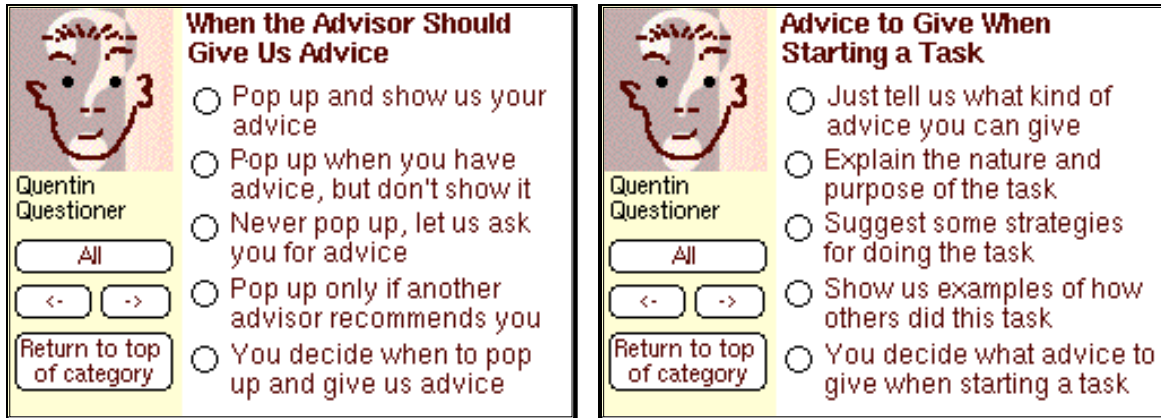 When the Advisor Should
Give Us Advice
Pop up and show us your
advice
Pop up when you have
advice, but don't show it
Never pop up, let us ask
you for advice
Pop up only if another
advisor recommends you
You decide when to pop
up and give us advice
Quentin
Questioner
All
<- ->
Return to top
of category
Advice to Give When
Starting a Task
Just tell us what kind of
advice you can give
Explain the nature and
purpose of the task
Suggest some strategies
for doing the task
Show us examples of how
others did this task
You decide what advice to
give when starting a task
Quentin
Questioner
All
<- ->
Return to top
of category